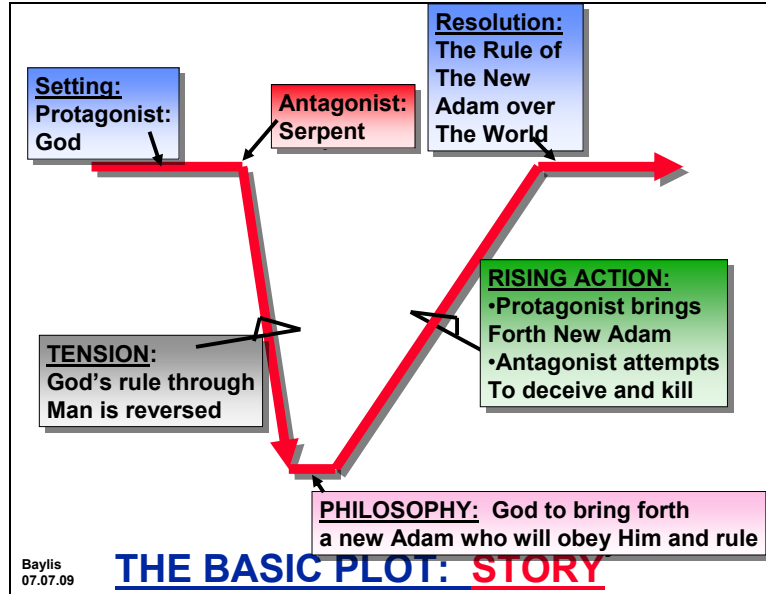 Setting:
Protagonist:
God
Antagonist:
Serpent
Resolution:
The Rule of
The New
Adam over
The World
TENSION:
God's rule through
Man is reversed
RISING ACTION:
•Protagonist brings
Forth New Adam
•Antagonist attempts
To deceive and kill
PHILOSOPHY: God to bring forth
a new Adam who will obey Him and rule
Baylis
07.07.09
THE BASIC PLOT: STORY